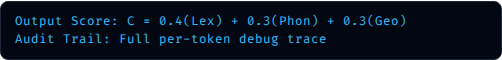 Output Score: C = 0.4(Lex) + 0.3(Phon) + 0.3(Geo)
Audit Trail: Full per-token debug trace